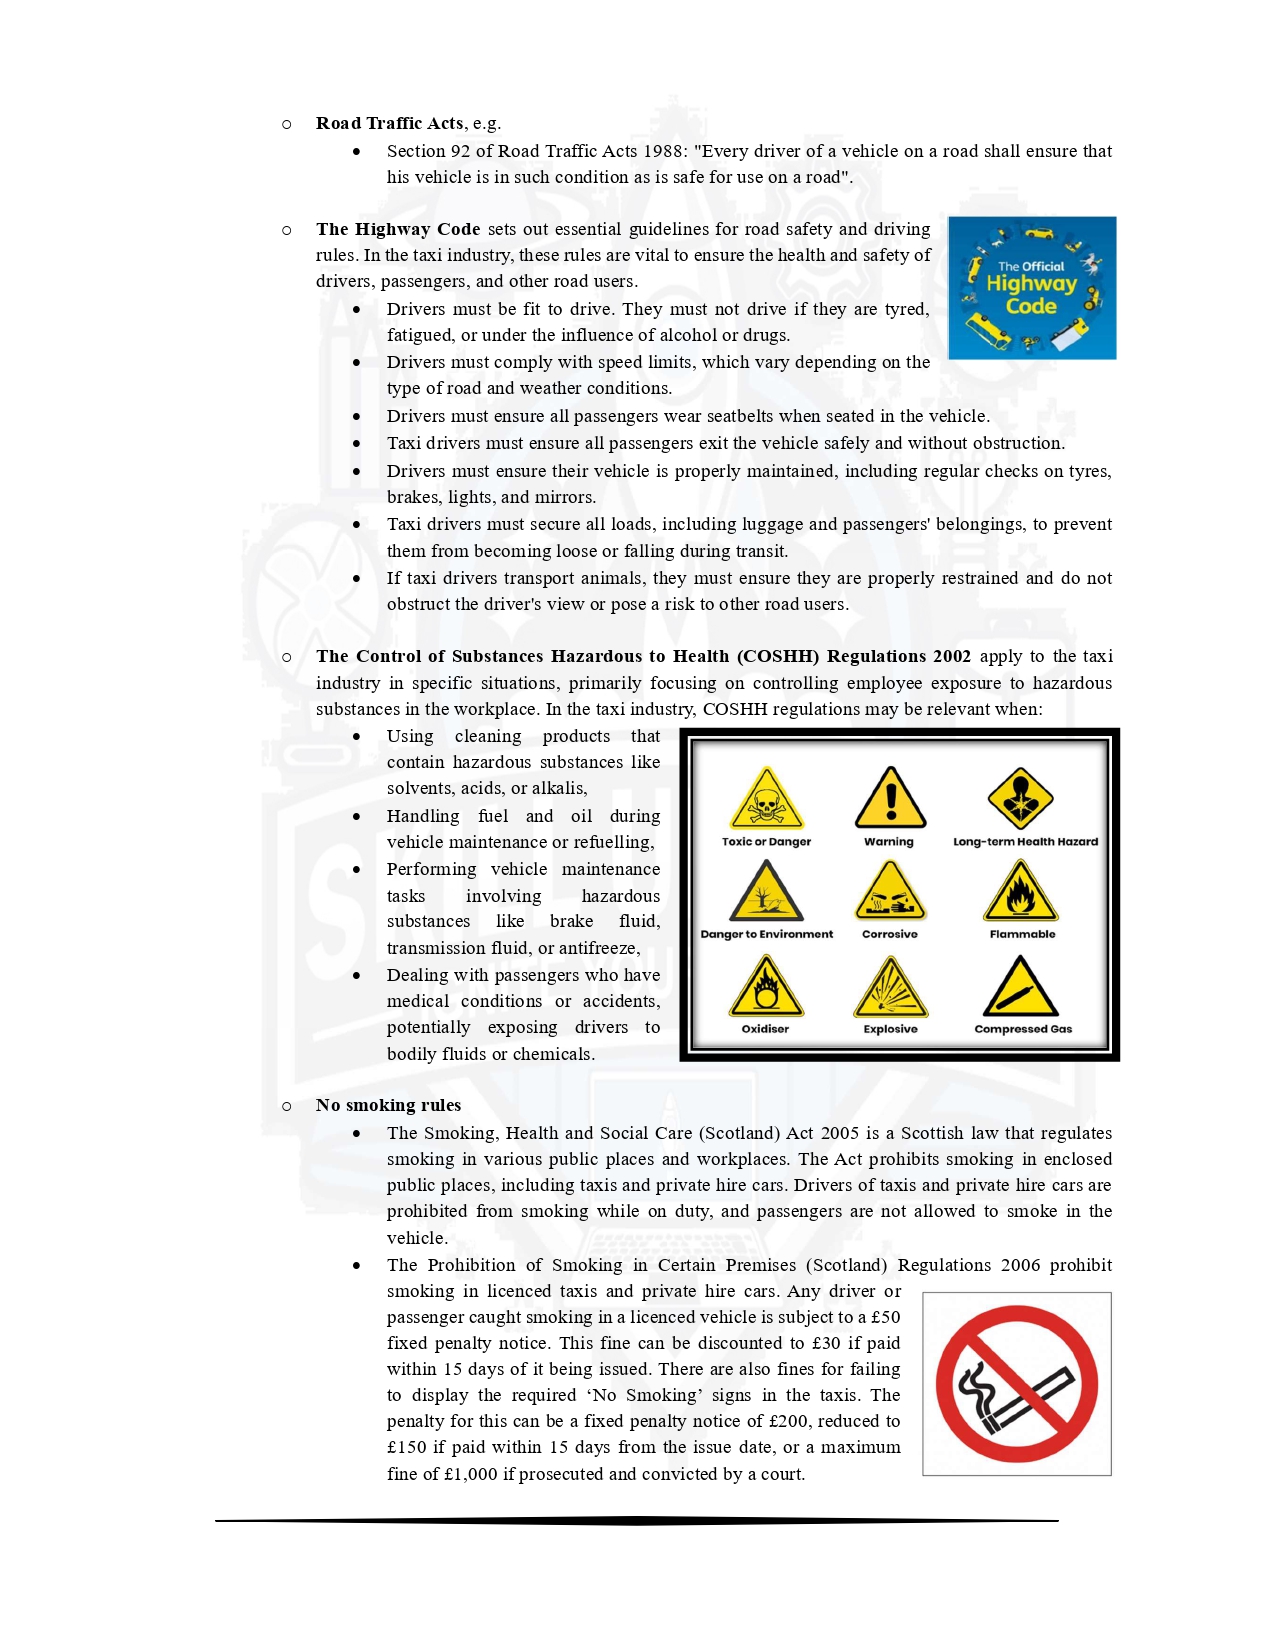 o Road Traffic Acts, e.g.
• Section 92 of Road Traffic Acts 1988: "Every driver of a vehicle on a road shall ensure that
his vehicle is in such condition as is safe for use on a road".
o The Highway Code sets out essential guidelines for road safety and driving
rules. In the taxi industry, these rules are vital to ensure the health and safety of
drivers, passengers, and other road users.
The Official
Highway
Code
• Drivers must be fit to drive. They must not drive if they are tyred,
fatigued, or under the influence of alcohol or drugs.
• Drivers must comply with speed limits, which vary depending on the
type of road and weather conditions.
• Drivers must ensure all passengers wear seatbelts when seated in the vehicle.
• Taxi drivers must ensure all passengers exit the vehicle safely and without obstruction.
• Drivers must ensure their vehicle is properly maintained, including regular checks on tyres,
brakes, lights, and mirrors.
• Taxi drivers must secure all loads, including luggage and passengers' belongings, to prevent
them from becoming loose or falling during transit.
• If taxi drivers transport animals, they must ensure they are properly restrained and do not
obstruct the driver's view or pose a risk to other road users.
o The Control of Substances Hazardous to Health (COSHH) Regulations 2002 apply to the taxi
industry in specific situations, primarily focusing on controlling employee exposure to hazardous
substances in the workplace. In the taxi industry, COSHH regulations may be relevant when:
• Using cleaning products that
contain hazardous substances like
solvents, acids, or alkalis,
• Handling fuel and oil during
vehicle maintenance or refuelling,
• Performing vehicle maintenance
tasks involving hazardous
substances like brake fluid,
transmission fluid, or antifreeze,
• Dealing with passengers who have
medical conditions or accidents,
potentially exposing drivers to
bodily fluids or chemicals.
Toxic or Danger Warning Long-term Health Hazard
Danger to Environment Corrosive Flammable
Oxidiser Explosive Compressed Gas
o No smoking rules
• The Smoking, Health and Social Care (Scotland) Act 2005 is a Scottish law that regulates
smoking in various public places and workplaces. The Act prohibits smoking in enclosed
public places, including taxis and private hire cars. Drivers of taxis and private hire cars are
prohibited from smoking while on duty, and passengers are not allowed to smoke in the
vehicle.
• The Prohibition of Smoking in Certain Premises (Scotland) Regulations 2006 prohibit
smoking in licenced taxis and private hire cars. Any driver or
passenger caught smoking in a licenced vehicle is subject to a £50
fixed penalty notice. This fine can be discounted to £30 if paid
within 15 days of it being issued. There are also fines for failing
to display the required ‘No Smoking’ signs in the taxis. The
penalty for this can be a fixed penalty notice of £200, reduced to
£150 if paid within 15 days from the issue date, or a maximum
fine of £1,000 if prosecuted and convicted by a court.